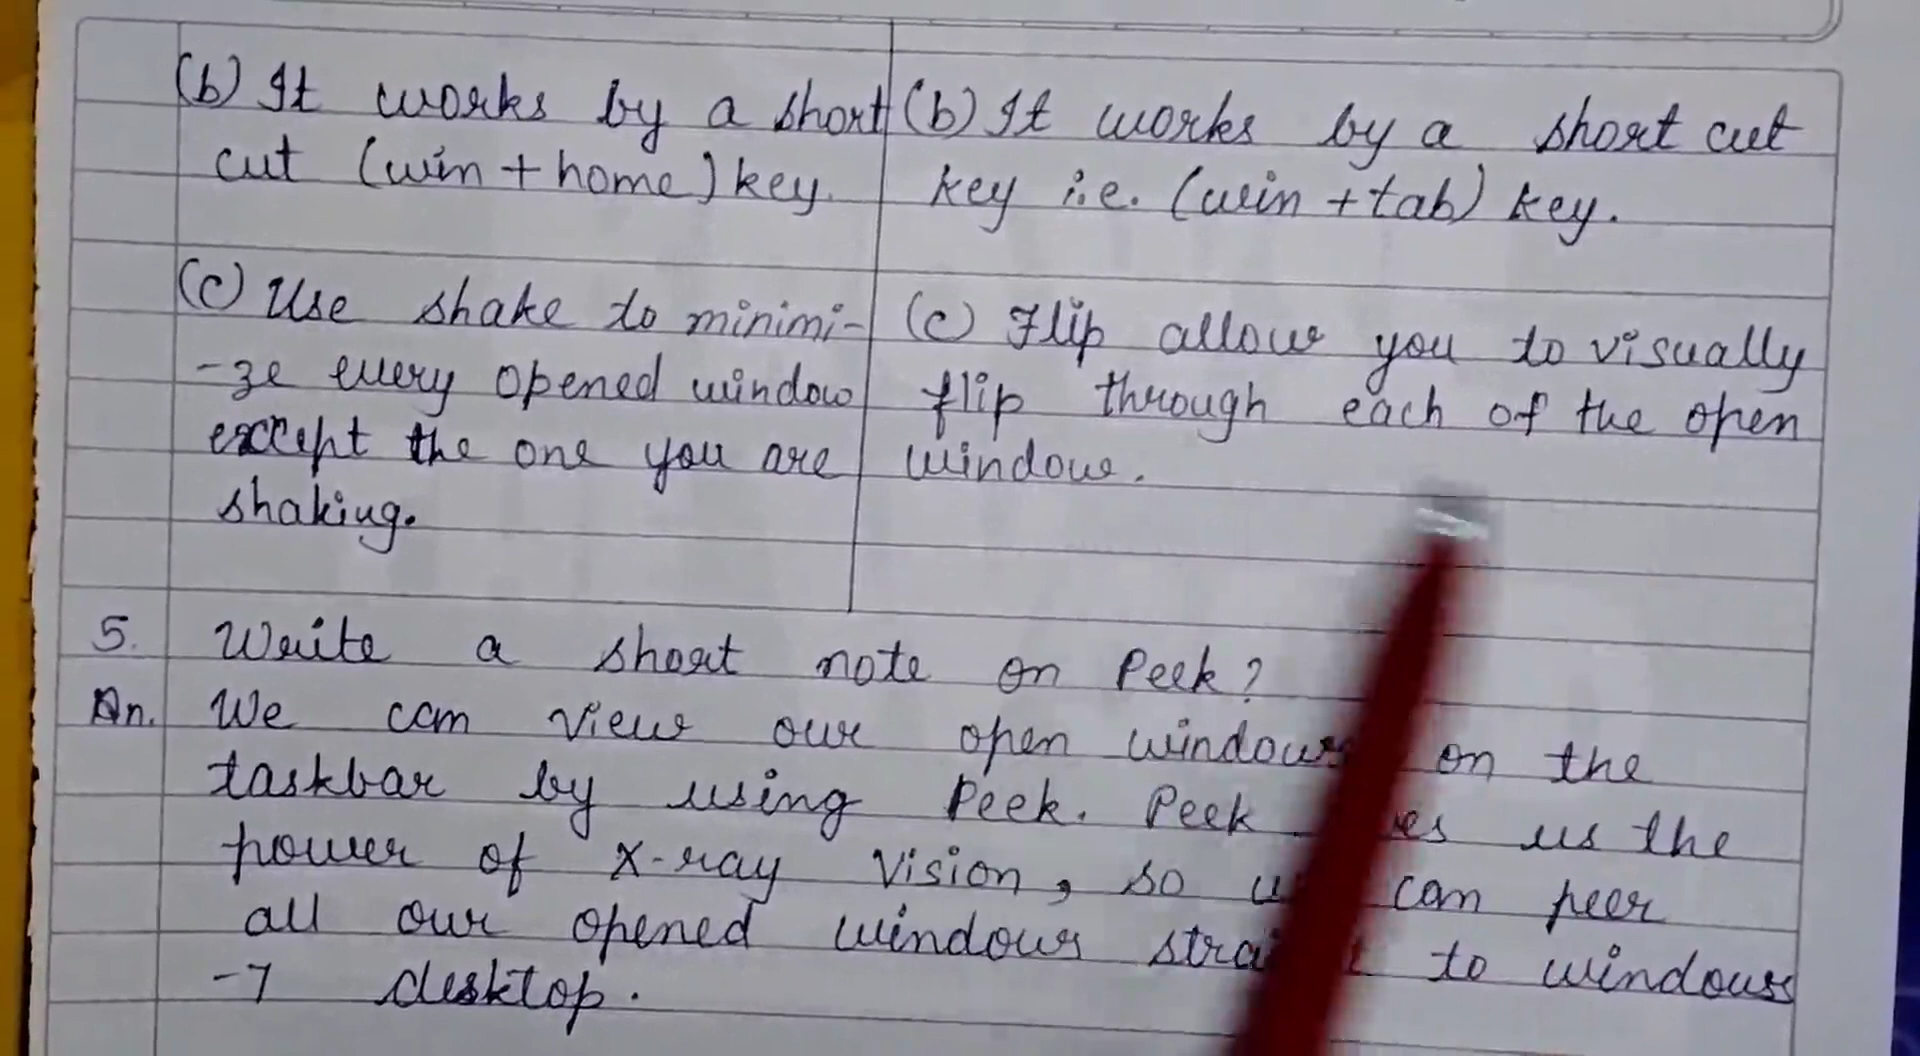 (b) It works by a short
cut (win + home) key.
(b) It works by a short cut
key i.e. (win + tab) key.
(c) Use shake to minimi-
-ze every opened window
except the one you are
shaking.
(c) Flip allow you to visually
flip through each of the open
window.
5. Write a short note on Peek?
An. We can view our open windows on the
taskbar by using Peek. Peek us the
power of x-ray vision, so can peer
all our opened windows to windows
-7 desktop.